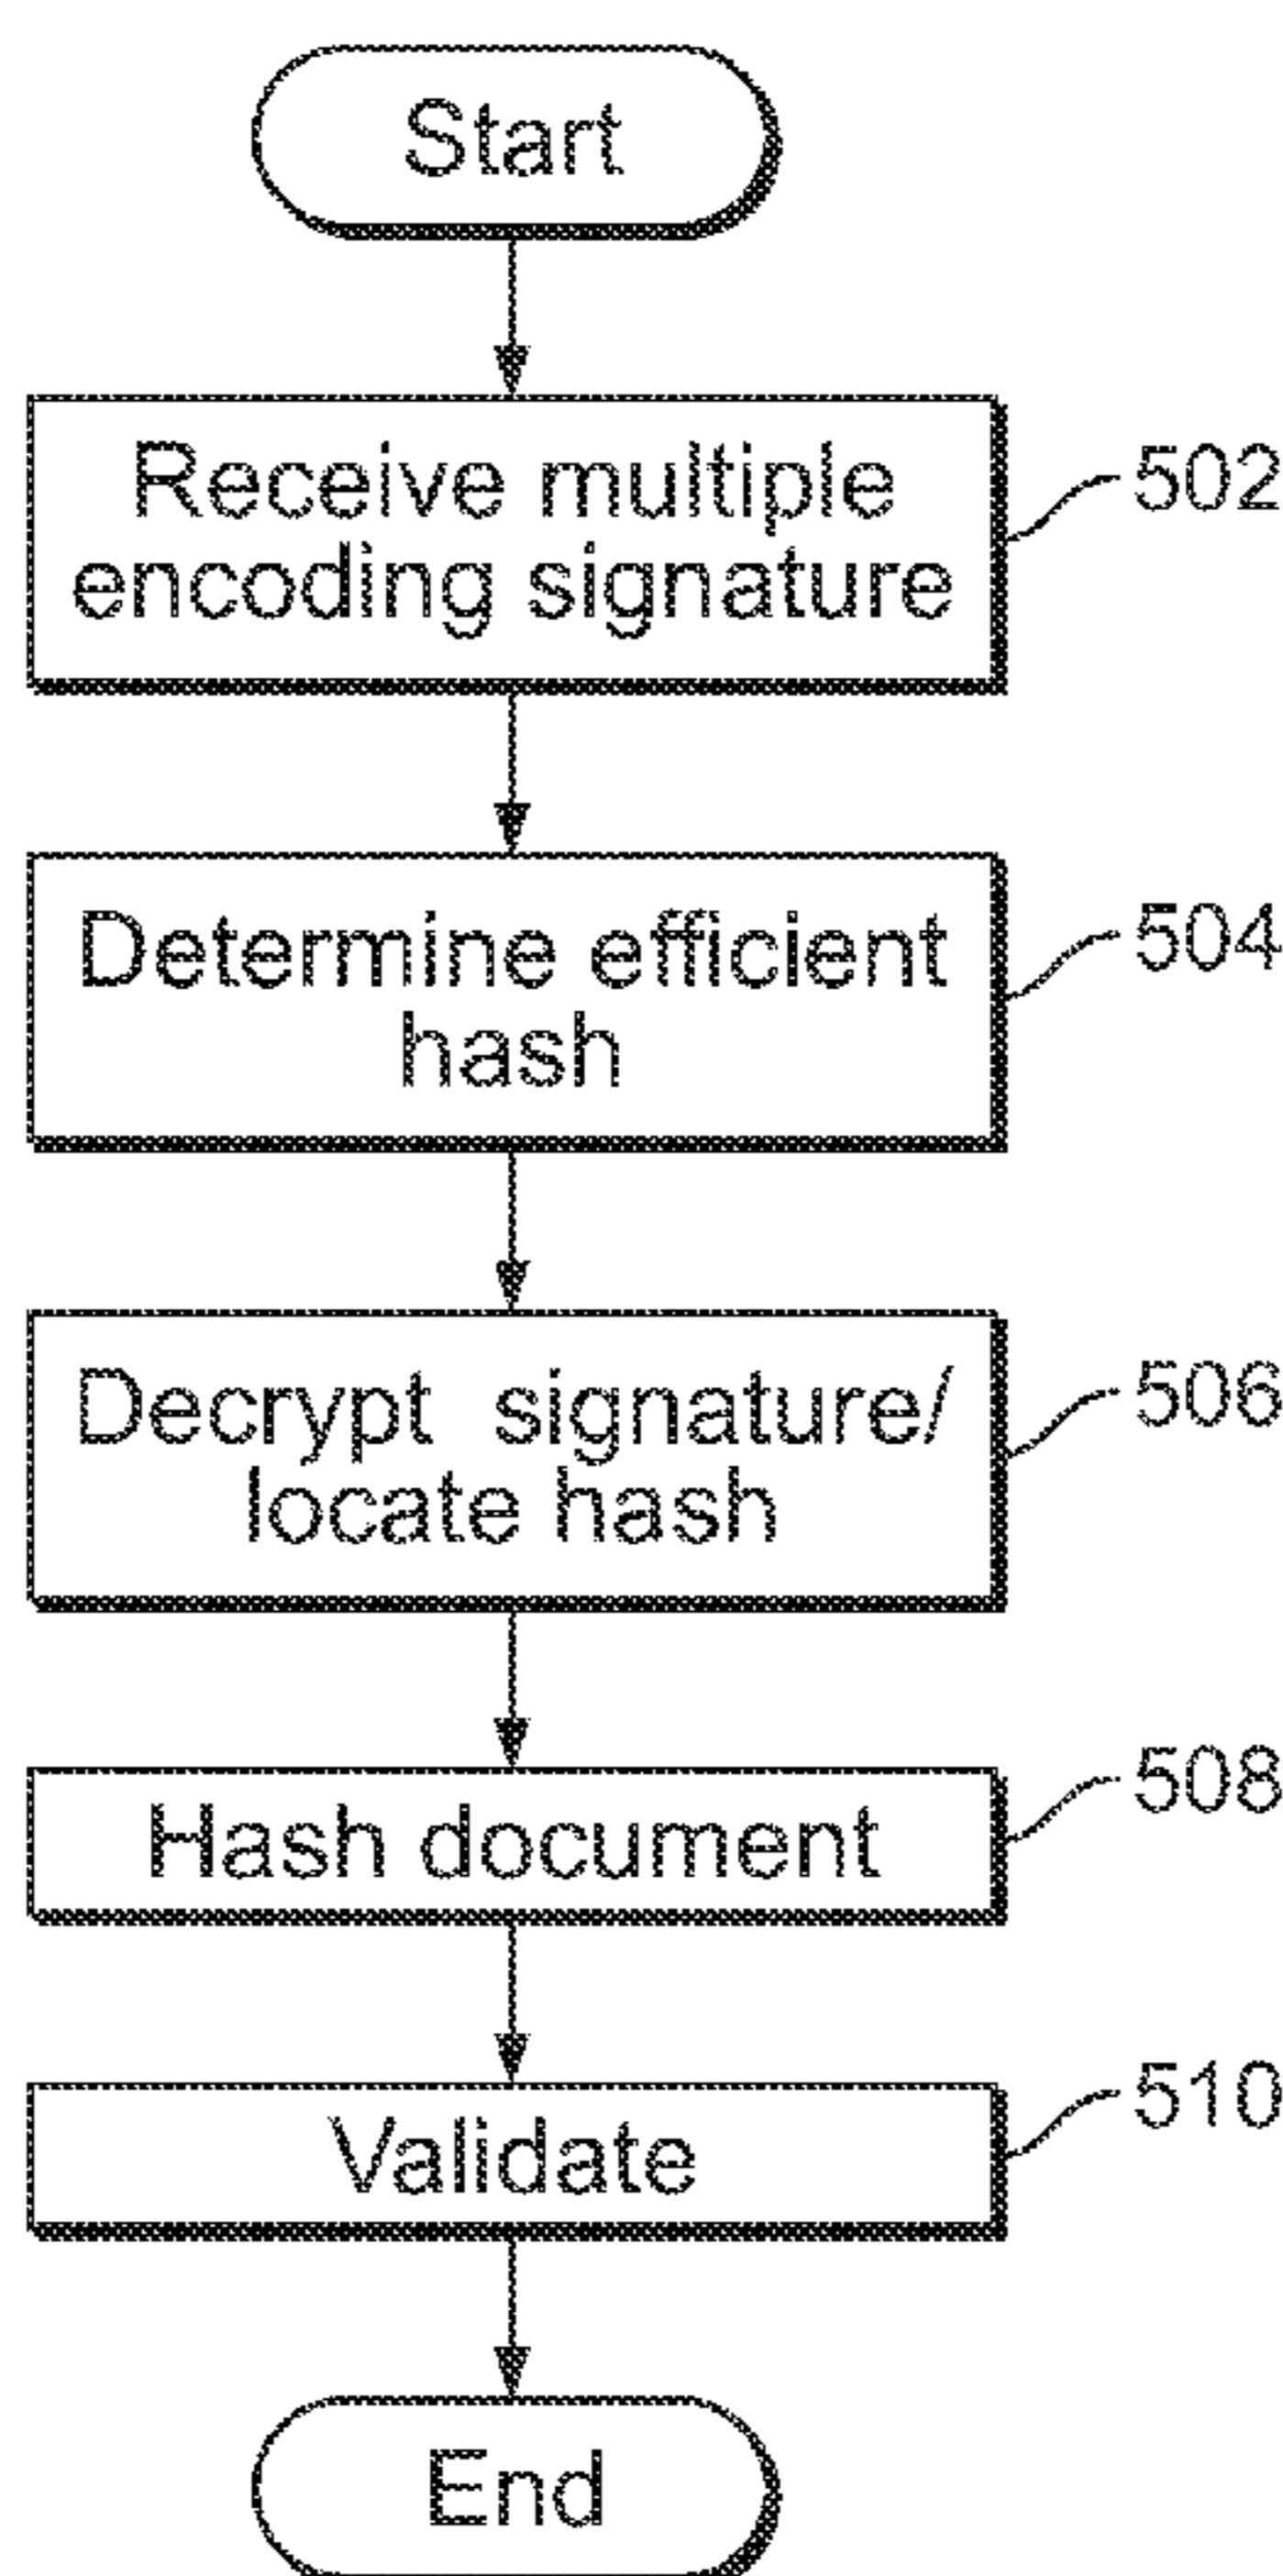 Start
Receive multiple
encoding signature
502
Determine efficient
hash
504
Decrypt signature/
locate hash
506
Hash document
508
Validate
510
End